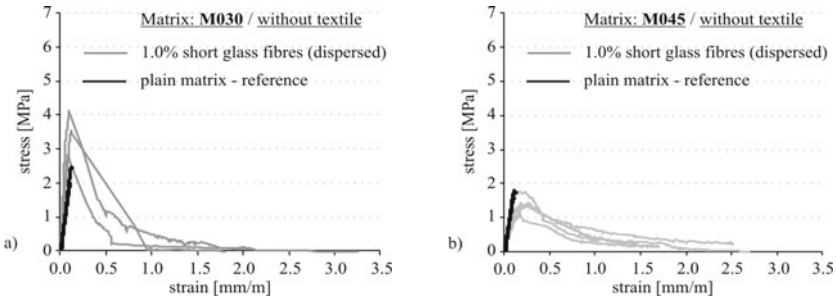 Matrix: M030 / without textile
1.0% short glass fibres (dispersed)
plain matrix - reference
stress [MPa]
7
6
5
4
3
2
1
0
0.0 0.5 1.0 1.5 2.0 2.5 3.0 3.5
strain [mm/m]
a)
Matrix: M045 / without textile
1.0% short glass fibres (dispersed)
plain matrix - reference
stress [MPa]
7
6
5
4
3
2
1
0
0.0 0.5 1.0 1.5 2.0 2.5 3.0 3.5
strain [mm/m]
b)